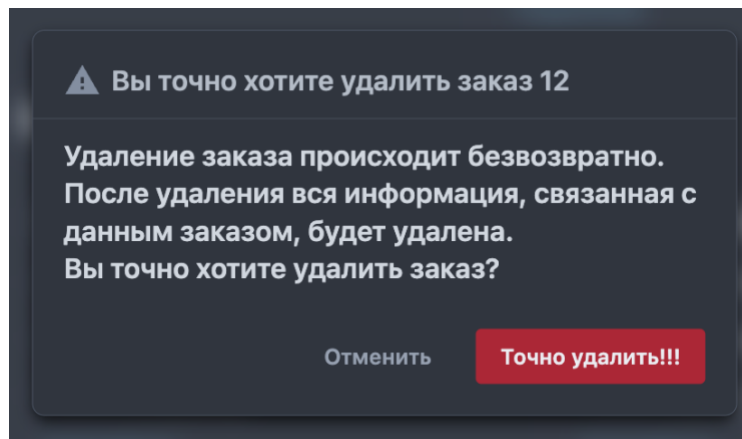 Вы точно хотите удалить заказ 12
Удаление заказа происходит безвозвратно.
После удаления вся информация, связанная с
данным заказом, будет удалена.
Вы точно хотите удалить заказ?
Отменить
Точно удалить!!!